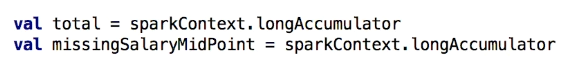 val total = sparkContext.longAccumulator
val missingSalaryMidPoint = sparkContext.longAccumulator